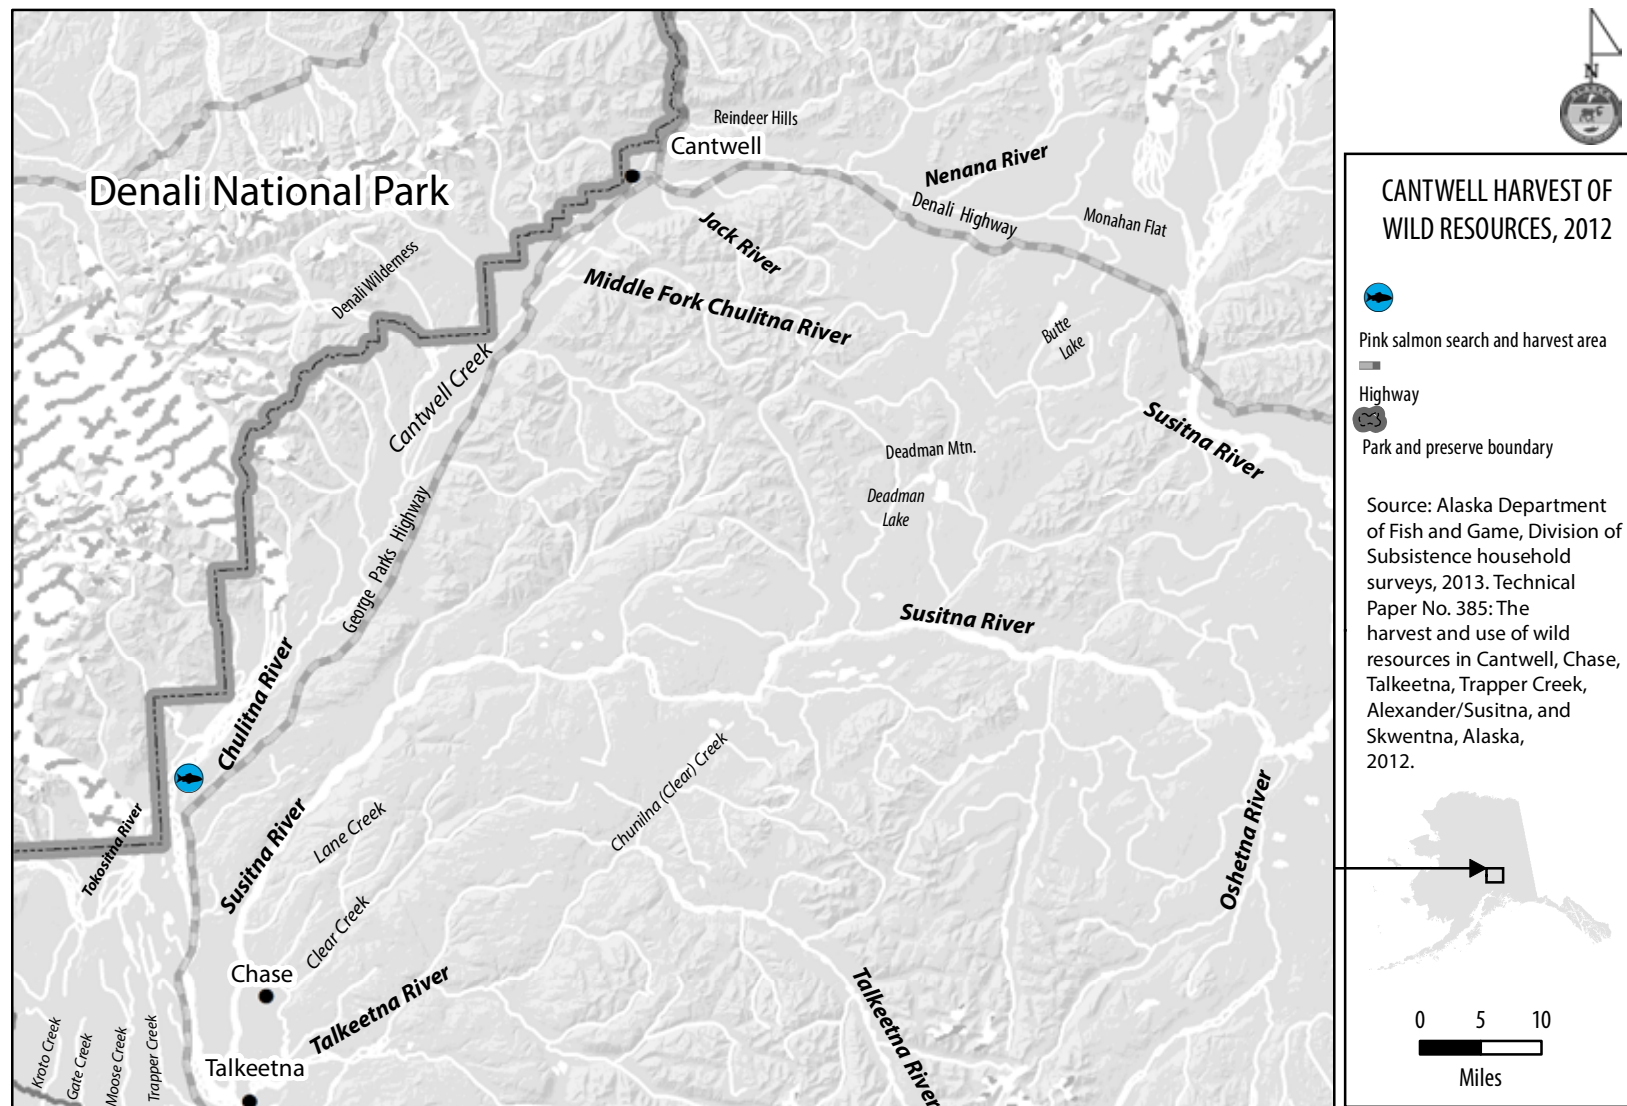 Reindeer Hills
Cantwell
Denali National Park
Nenana River
Denali Highway
Monahan Flat
Jack River
Denali Wilderness
Middle Fork Chulitna River
Butte
Lake
Cantwell Creek
Susitna River
Deadman Mtn.
Deadman
Lake
George Parks Highway
Susitna River
Chulitna River
Chunilna (Clear) Creek
Tokositna River
Susitna River
Lane Creek
Oshetna River
Clear Creek
Chase
Talkeetna River
Talkeetna River
Kroto Creek
Gate Creek
Moose Creek
Trapper Creek
Talkeetna
N
CANTWELL HARVEST OF
WILD RESOURCES, 2012
Pink salmon search and harvest area
Highway
Park and preserve boundary
Source: Alaska Department
of Fish and Game, Division of
Subsistence household
surveys, 2013. Technical
Paper No. 385: The
harvest and use of wild
resources in Cantwell, Chase,
Talkeetna, Trapper Creek,
Alexander/Susitna, and
Skwentna, Alaska,
2012.
0 5 10
Miles